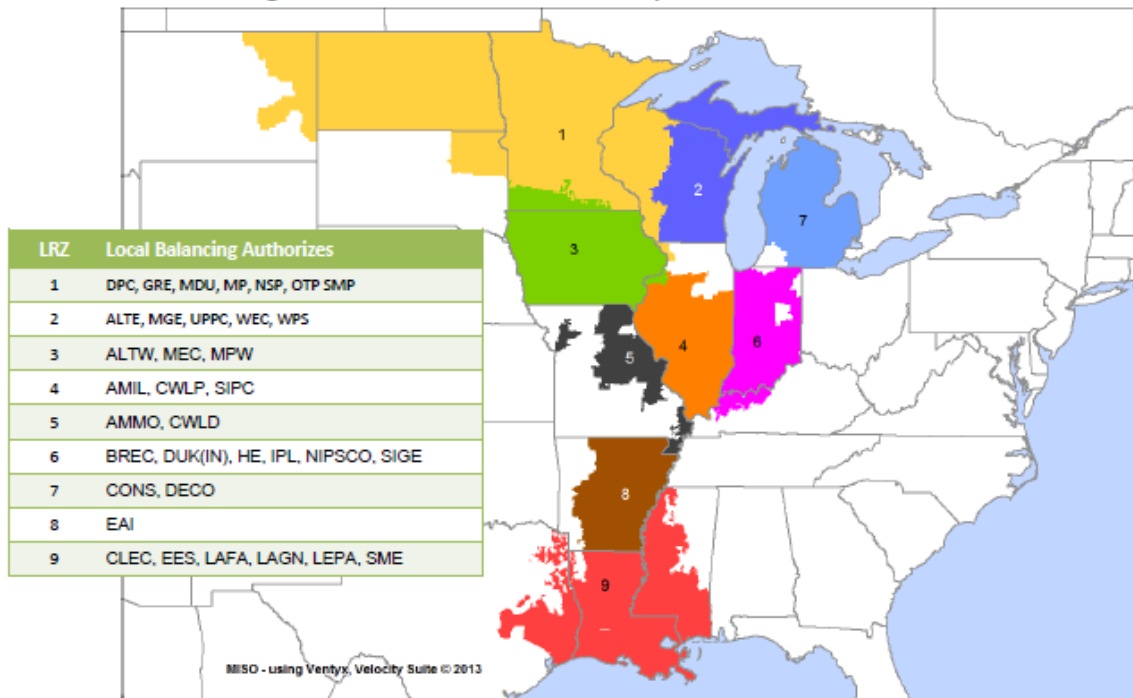 1
2
7
3
4
6
5
8
9
LRZ Local Balancing Authorizes
1 DPC, GRE, MDU, MP, NSP, OTP SMP
2 ALTE, MGE, UPPC, WEC, WPS
3 ALTW, MEC, MPW
4 AMIL, CWLP, SIPC
5 AMMO, CWLD
6 BREC, DUK(IN), HE, IPL, NIPSCO, SIGE
7 CONS, DECO
8 EAI
9 CLEC, EES, LAFA, LAGN, LEPA, SME
MISO - using Ventyx, Velocity Suite © 2013